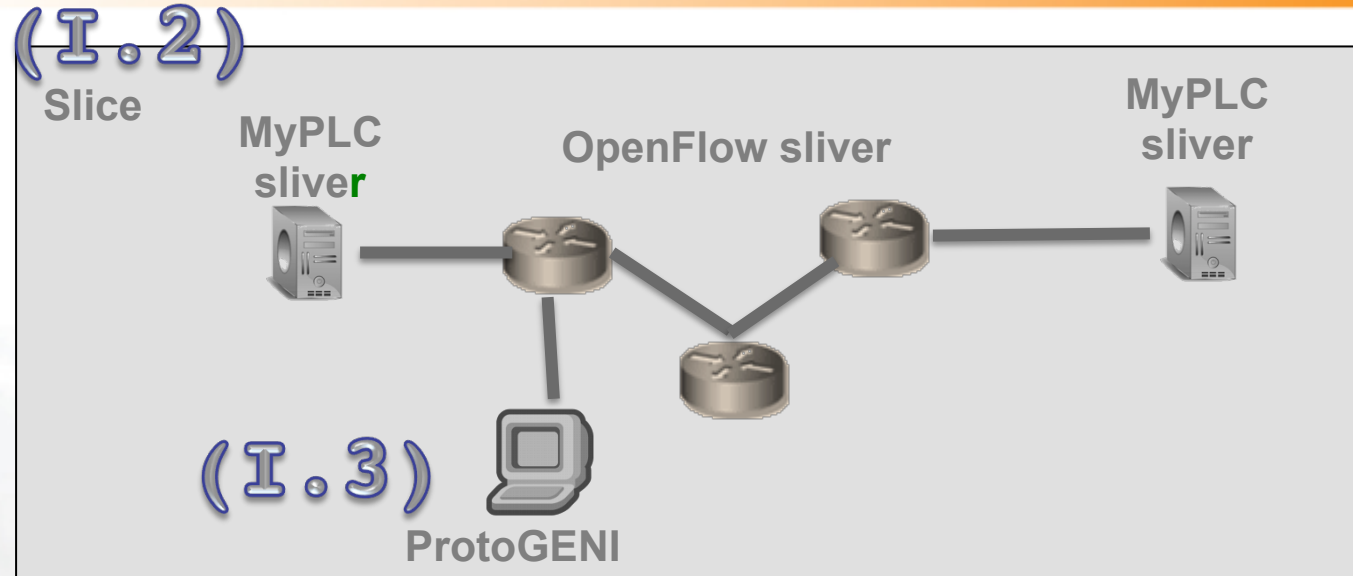 (I.2)
Slice
MyPLC
sliver
OpenFlow sliver
MyPLC
sliver
(I.3)
ProtoGENI